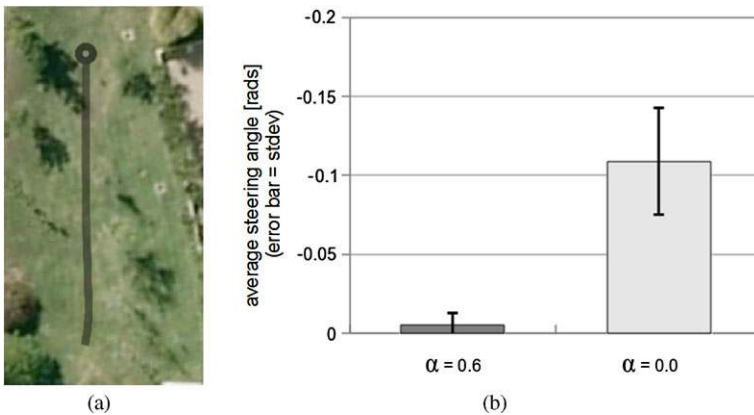 -0.2
-0.15
-0.1
-0.05
0
average steering angle [rads]
(error bar = stdev)
α = 0.6
α = 0.0
(a)
(b)